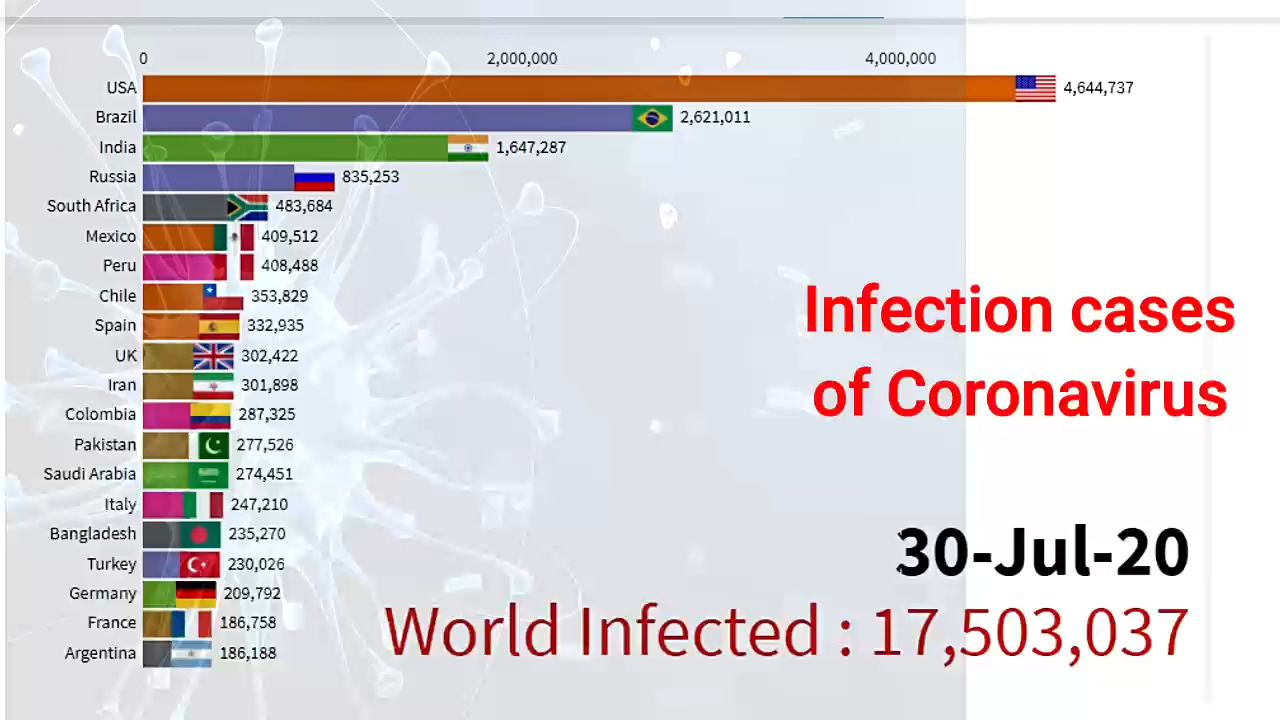 0 2,000,000 4,000,000
USA 4,644,737
Brazil 2,621,011
India 1,647,287
Russia 835,253
South Africa 483,684
Mexico 409,512
Peru 408,488
Chile 353,829
Spain 332,935
UK 302,422
Iran 301,898
Colombia 287,325
Pakistan 277,526
Saudi Arabia 274,451
Italy 247,210
Bangladesh 235,270
Turkey 230,026
Germany 209,792
France 186,758
Argentina 186,188
Infection cases
of Coronavirus
30-Jul-20
World Infected : 17,503,037